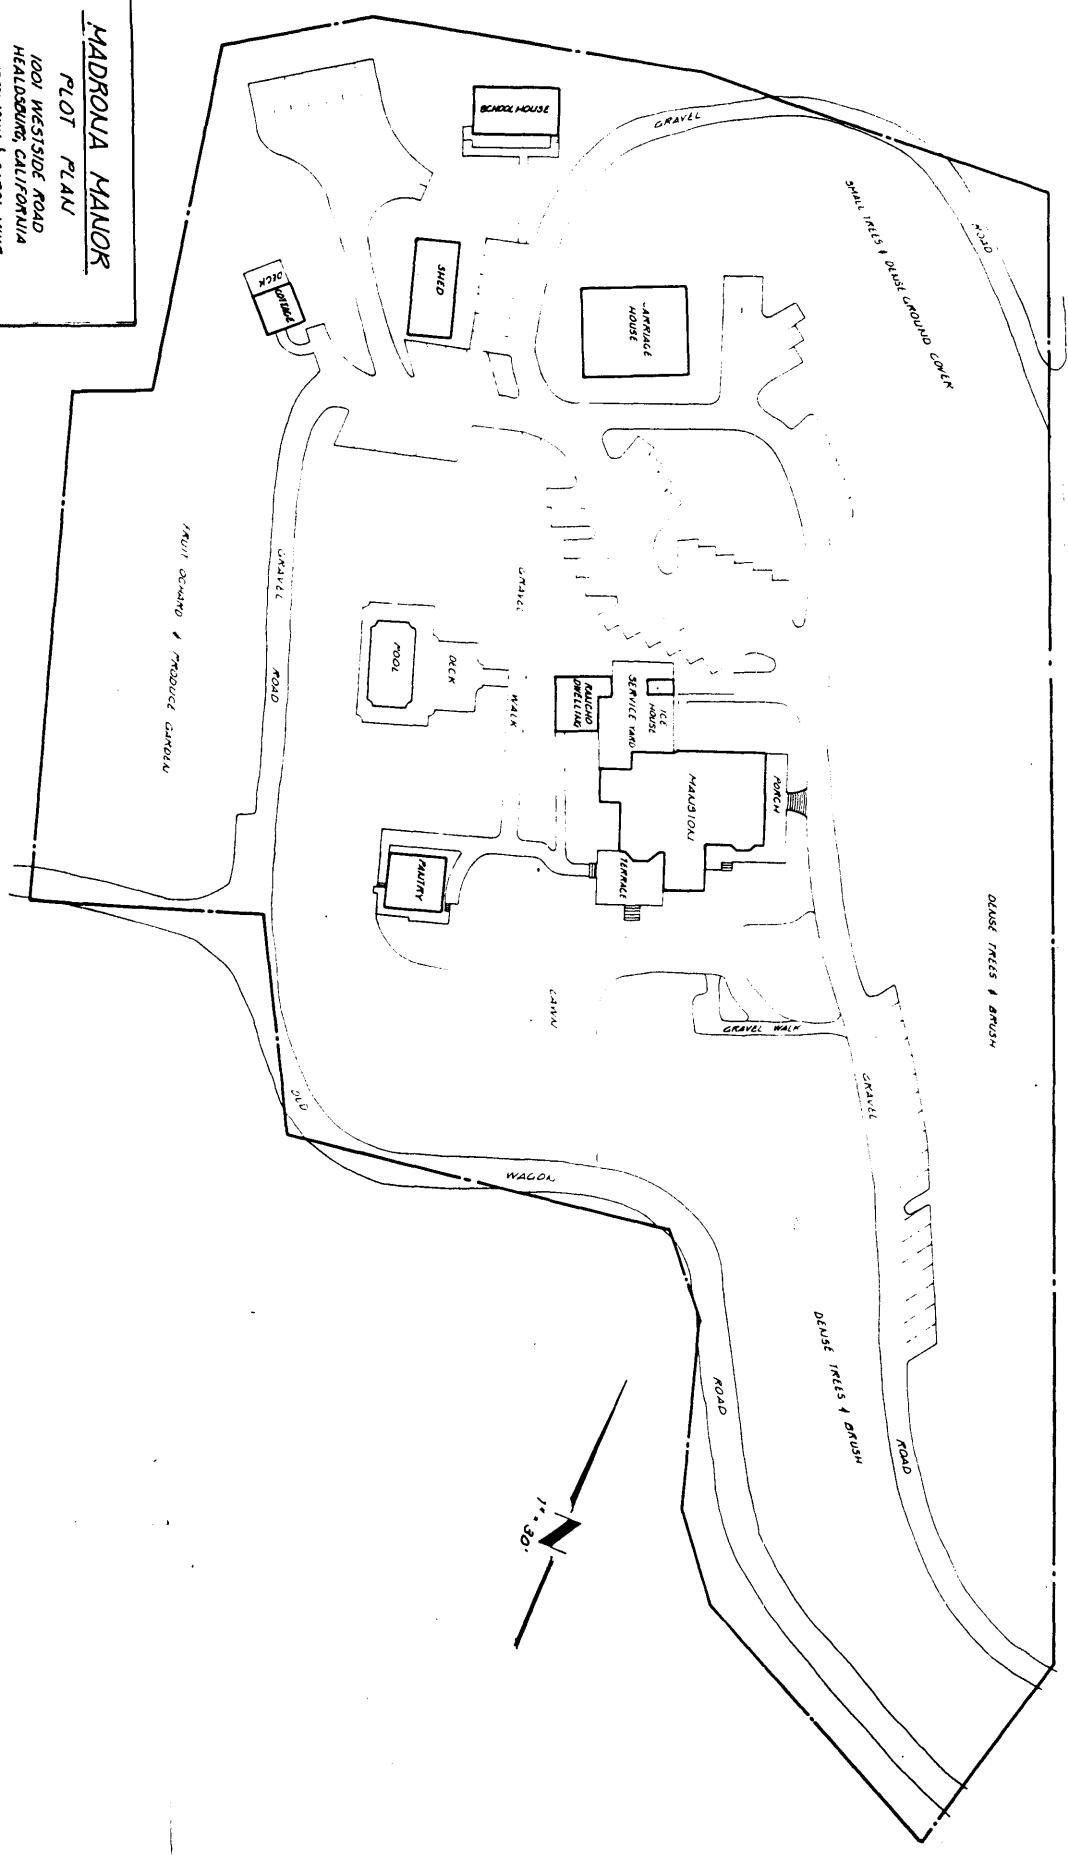 MADRONA MANOR
PLOT PLAN
1001 WESTSIDE ROAD
HEALDSBURG, CALIFORNIA
SCHOOL HOUSE
GRAVEL
ROAD
SMALL TREES & DENSE GROUND COVER
SHED
DECK
COTTAGE
-ARRIAGE
HOUSE
FRUIT OCHARD & PRODUCE GARDEN
GRAVEL
ROAD
GRAVEL
WALK
POOL
DECK
RANCHO
DWELLING
SERVICE YARD
ICE
HOUSE
MANSION
PORCH
TERRACE
PANTRY
LAWN
GRAVEL WALK
DENSE TREES & BRUSH
GRAVEL
ROAD
OLD
WAGON
ROAD
DENSE TREES & BRUSH
N
1" = 30'